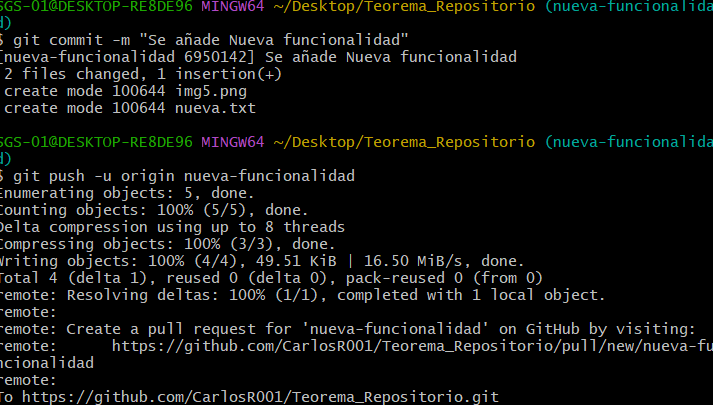 SGS-01@DESKTOP-RE8DE96 MINGW64 ~/Desktop/Teorema_Repositorio (nueva-funcionalida
d)
$ git commit -m "Se añade Nueva funcionalidad"
[nueva-funcionalidad 6950142] Se añade Nueva funcionalidad
2 files changed, 1 insertion(+)
create mode 100644 img5.png
create mode 100644 nueva.txt
SGS-01@DESKTOP-RE8DE96 MINGW64 ~/Desktop/Teorema_Repositorio (nueva-funcionalida
d)
$ git push -u origin nueva-funcionalidad
Enumerating objects: 5, done.
Counting objects: 100% (5/5), done.
Delta compression using up to 8 threads
Compressing objects: 100% (3/3), done.
Writing objects: 100% (4/4), 49.51 KiB | 16.50 MiB/s, done.
Total 4 (delta 1), reused 0 (delta 0), pack-reused 0 (from 0)
remote: Resolving deltas: 100% (1/1), completed with 1 local object.
remote:
remote: Create a pull request for 'nueva-funcionalidad' on GitHub by visiting:
remote:      https://github.com/CarlosR001/Teorema_Repositorio/pull/new/nueva-fu
ncionalidad
remote:
To https://github.com/CarlosR001/Teorema_Repositorio.git